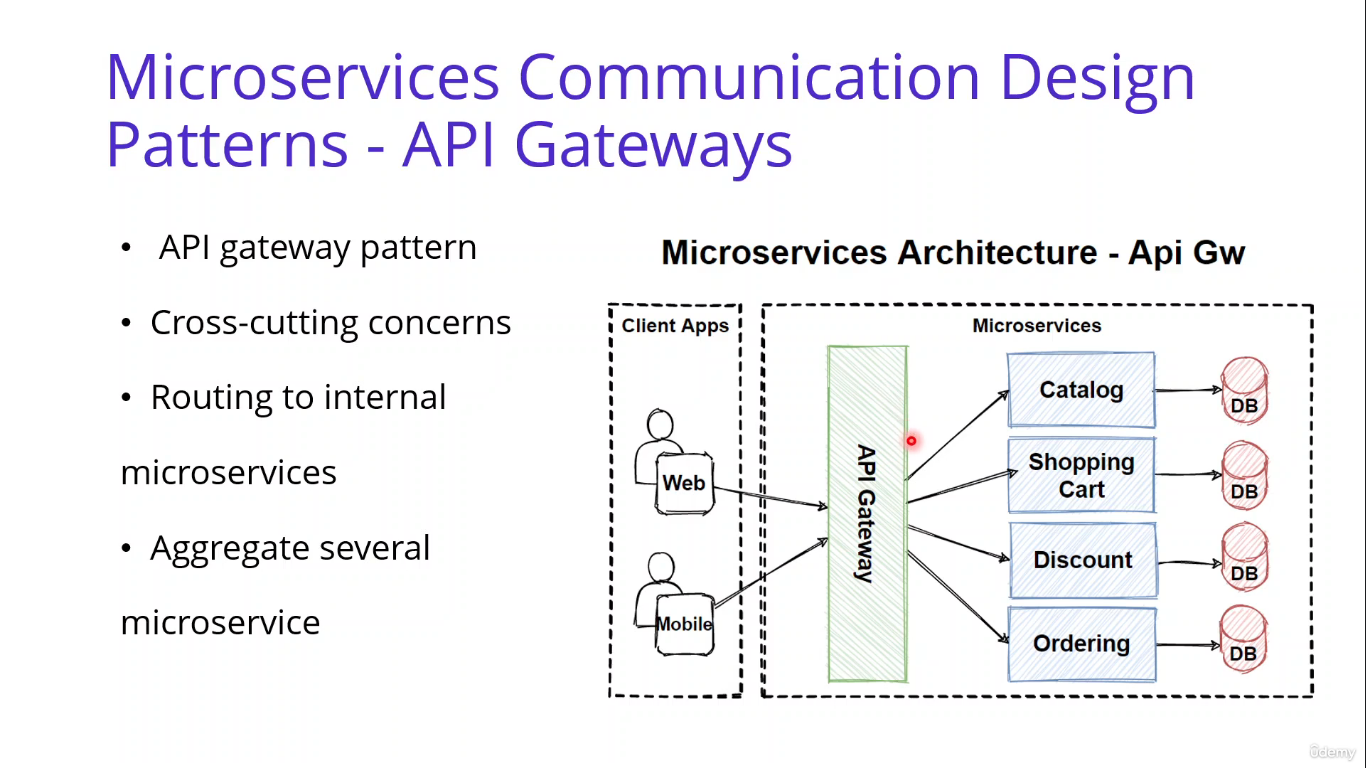 Microservices Communication Design
Patterns - API Gateways
• API gateway pattern
• Cross-cutting concerns
• Routing to internal
microservices
• Aggregate several
microservice
Microservices Architecture - Api Gw
Client Apps
Web
Mobile
Microservices
API Gateway
Catalog
DB
Shopping
Cart
DB
Discount
DB
Ordering
DB
ûdemy